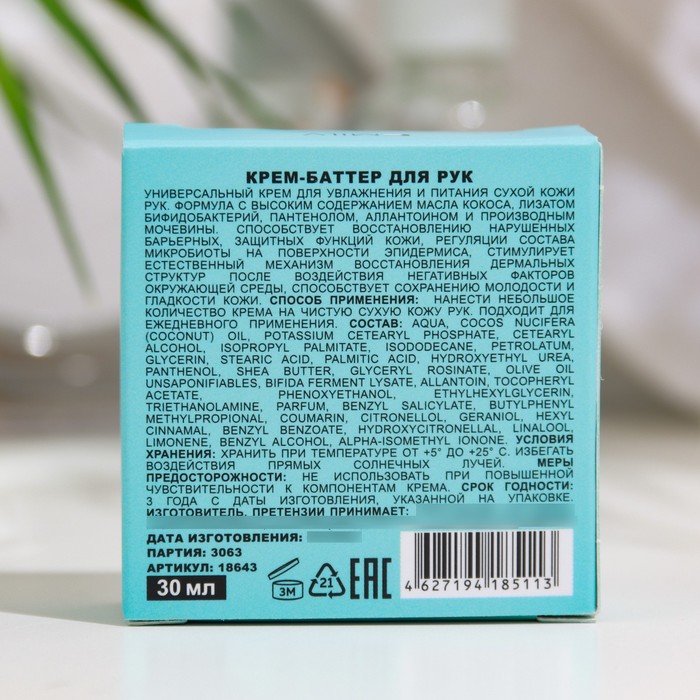 КРЕМ-БАТТЕР ДЛЯ РУК
УНИВЕРСАЛЬНЫЙ КРЕМ ДЛЯ УВЛАЖНЕНИЯ И ПИТАНИЯ СУХОЙ КОЖИ
РУК. ФОРМУЛА С ВЫСОКИМ СОДЕРЖАНИЕМ МАСЛА КОКОСА, ЛИЗАТОМ
БИФИДОБАКТЕРИЙ, ПАНТЕНОЛОМ, АЛЛАНТОИНОМ И ПРОИЗВОДНЫМ
МОЧЕВИНЫ. СПОСОБСТВУЕТ ВОССТАНОВЛЕНИЮ НАРУШЕННЫХ
БАРЬЕРНЫХ, ЗАЩИТНЫХ ФУНКЦИЙ КОЖИ, РЕГУЛЯЦИИ СОСТАВА
МИКРОБИОТЫ НА ПОВЕРХНОСТИ ЭПИДЕРМИСА, СТИМУЛИРУЕТ
ЕСТЕСТВЕННЫЙ МЕХАНИЗМ ВОССТАНОВЛЕНИЯ ДЕРМАЛЬНЫХ
СТРУКТУР ПОСЛЕ ВОЗДЕЙСТВИЯ НЕГАТИВНЫХ ФАКТОРОВ
ОКРУЖАЮЩЕЙ СРЕДЫ, СПОСОБСТВУЕТ СОХРАНЕНИЮ МОЛОДОСТИ И
ГЛАДКОСТИ КОЖИ. СПОСОБ ПРИМЕНЕНИЯ: НАНЕСТИ НЕБОЛЬШОЕ
КОЛИЧЕСТВО КРЕМА НА ЧИСТУЮ СУХУЮ КОЖУ РУК. ПОДХОДИТ ДЛЯ
ЕЖЕДНЕВНОГО ПРИМЕНЕНИЯ. СОСТАВ: AQUA, COCOS NUCIFERA
(COCONUT) OIL, POTASSIUM CETEARYL PHOSPHATE, CETEARYL
ALCOHOL, ISOPROPYL PALMITATE, ISODODECANE, PETROLATUM,
GLYCERIN, STEARIC ACID, PALMITIC ACID, HYDROXYETHYL UREA,
PANTHENOL, SHEA BUTTER, GLYCERYL ROSINATE, OLIVE OIL
UNSAPONIFIABLES, BIFIDA FERMENT LYSATE, ALLANTOIN, TOCOPHERYL
ACETATE, PHENOXYETHANOL, ETHYLHEXYLGLYCERIN,
TRIETHANOLAMINE, PARFUM, BENZYL SALICYLATE, BUTYLPHENYL
METHYLPROPIONAL, COUMARIN, CITRONELLOL, GERANIOL, HEXYL
CINNAMAL, BENZYL BENZOATE, HYDROXYCITRONELLAL, LINALOOL,
LIMONENE, BENZYL ALCOHOL, ALPHA-ISOMETHYL IONONE. УСЛОВИЯ
ХРАНЕНИЯ: ХРАНИТЬ ПРИ ТЕМПЕРАТУРЕ ОТ +5° ДО +25° С. ИЗБЕГАТЬ
ВОЗДЕЙСТВИЯ ПРЯМЫХ СОЛНЕЧНЫХ ЛУЧЕЙ. МЕРЫ
ПРЕДОСТОРОЖНОСТИ: НЕ ИСПОЛЬЗОВАТЬ ПРИ ПОВЫШЕННОЙ
ЧУВСТВИТЕЛЬНОСТИ К КОМПОНЕНТАМ КРЕМА. СРОК ГОДНОСТИ:
3 ГОДА С ДАТЫ ИЗГОТОВЛЕНИЯ, УКАЗАННОЙ НА УПАКОВКЕ.
ИЗГОТОВИТЕЛЬ, ПРЕТЕНЗИИ ПРИНИМАЕТ:
ДАТА ИЗГОТОВЛЕНИЯ:
ПАРТИЯ: 3063
АРТИКУЛ: 18643
30 МЛ
3М
21
EAC
4 627194 185113